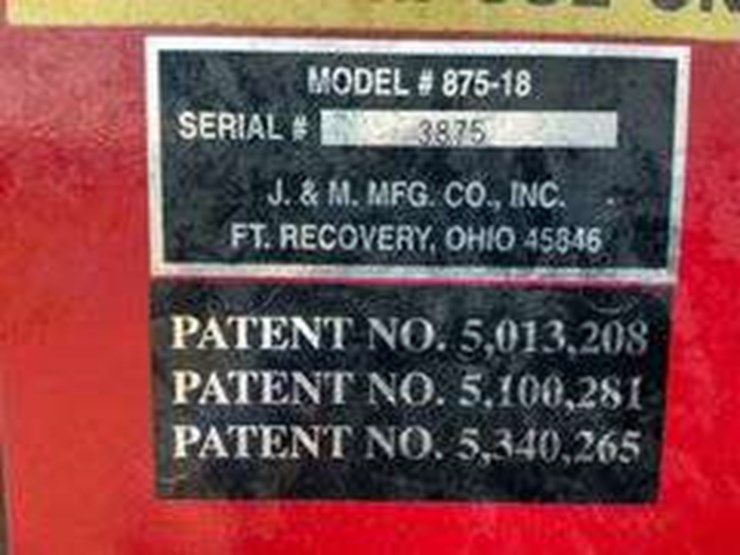 MODEL # 875-18
SERIAL # 3875
J. & M. MFG. CO., INC.
FT. RECOVERY, OHIO 45846
PATENT NO. 5,013,208
PATENT NO. 5,100,281
PATENT NO. 5,340,265